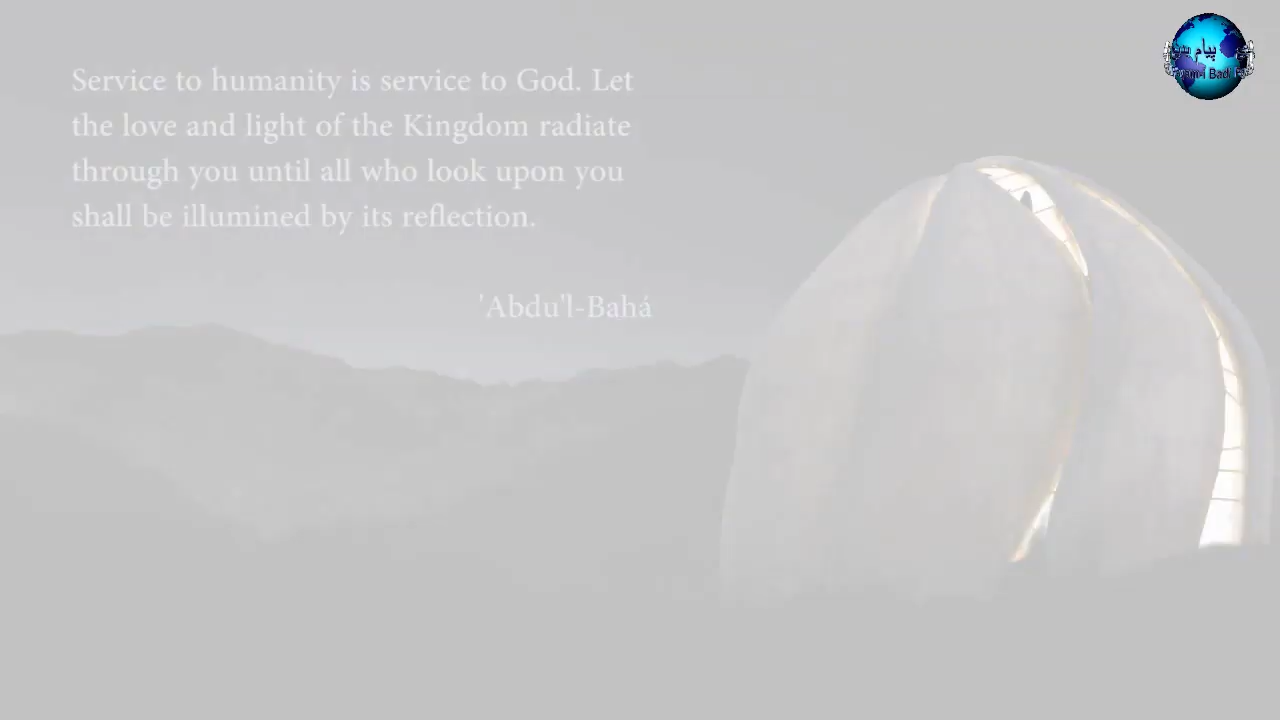 Service to humanity is service to God. Let
the love and light of the Kingdom radiate
through you until all who look upon you
shall be illumined by its reflection.
'Abdu'l-Bahá
پیام